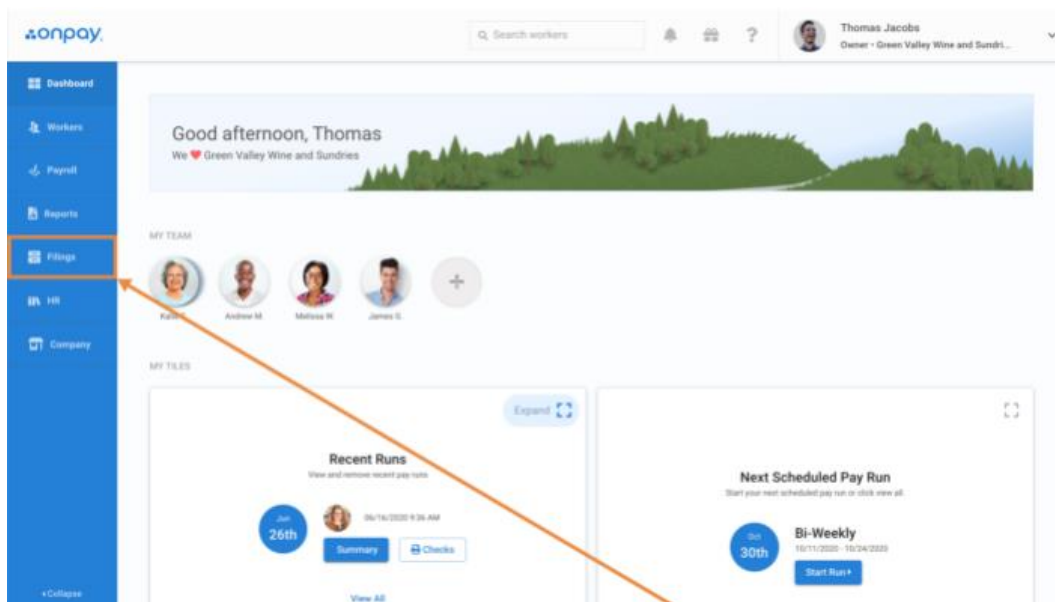 onpay.
Search workers
?
Thomas Jacobs
Owner - Green Valley Wine and Sundri...
Dashboard
Workers
Payroll
Reports
Filings
HR
Company
Good afternoon, Thomas
We ❤ Green Valley Wine and Sundries
MY TEAM
Andrew M.
Melissa W.
James G.
MY TILES
Expand
Recent Runs
View and remove recent pay runs
Jun
26th
06/16/2020 9:36 AM
Summary
Checks
View All
Next Scheduled Pay Run
Start your next scheduled pay run or click view all.
Oct
30th
Bi-Weekly
10/11/2020 - 10/24/2020
Start Run
Collapse